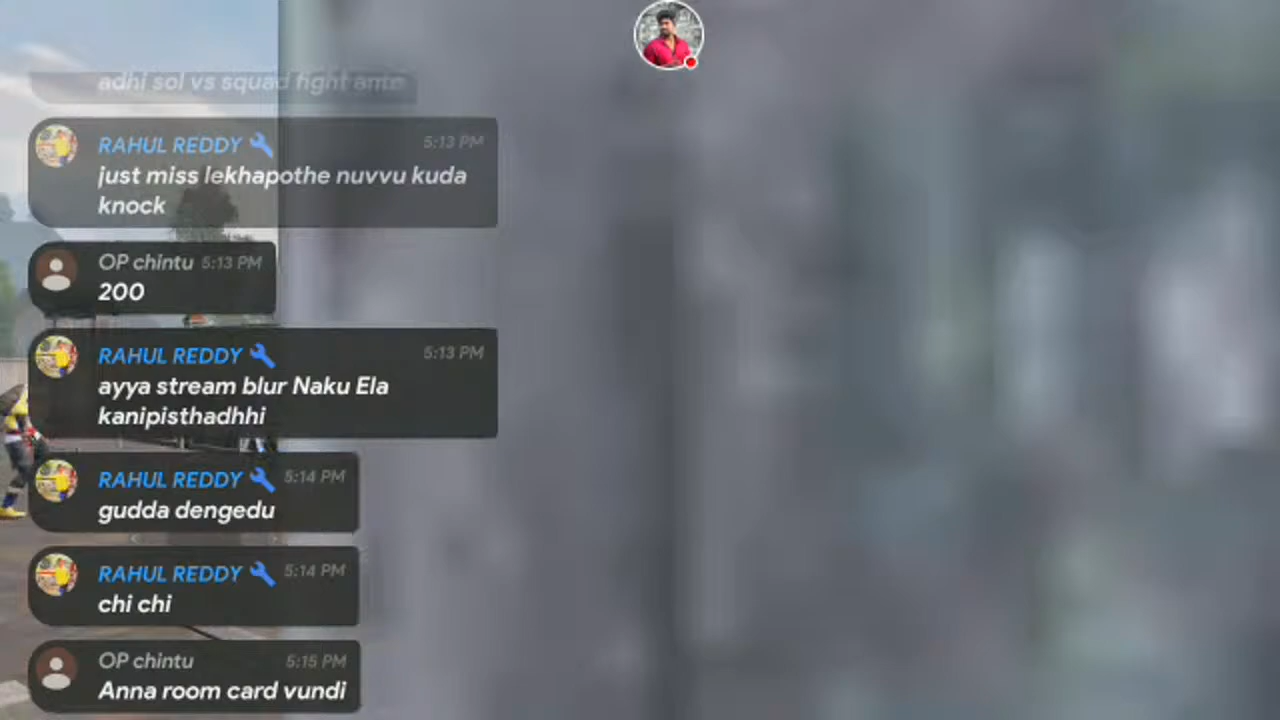 adhi sol vs squad fight ante
RAHUL REDDY 5:13 PM
just miss lekhapothe nuvvu kuda
knock
OP chintu 5:13 PM
200
RAHUL REDDY 5:13 PM
ayya stream blur Naku Ela
kanipisthadhhi
RAHUL REDDY 5:14 PM
gudda dengedu
RAHUL REDDY 5:14 PM
chi chi
OP chintu 5:15 PM
Anna room card vundi